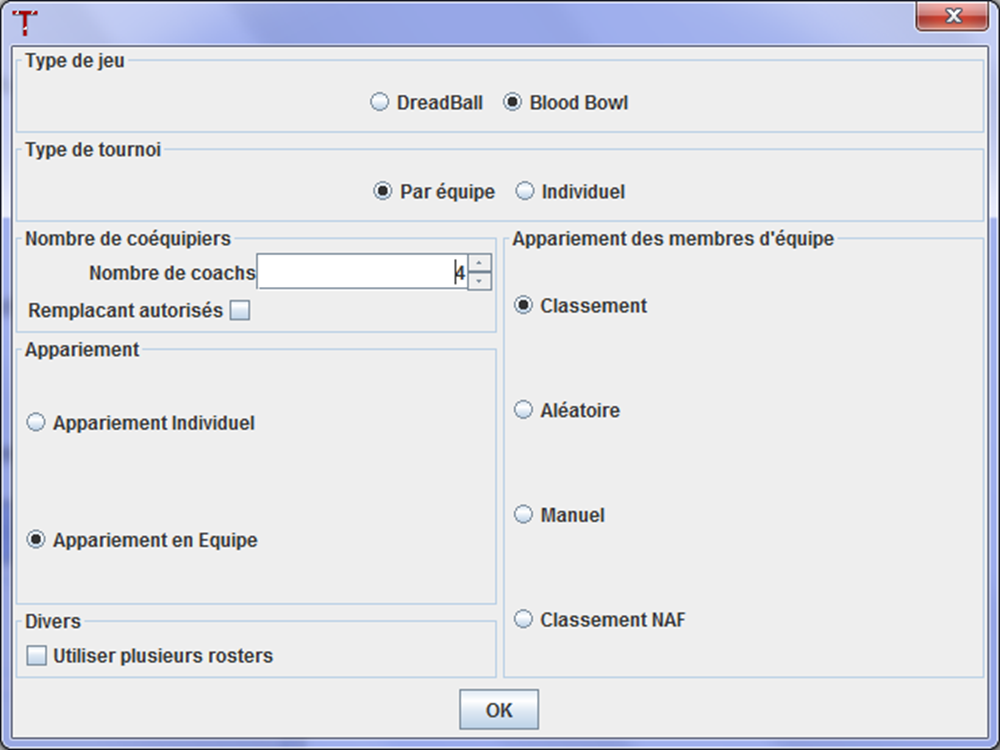 T
Type de jeu
DreadBall Blood Bowl
Type de tournoi
Par équipe Individuel
Nombre de coéquipiers
Nombre de coachs 4
Remplacant autorisés
Appariement
Appariement Individuel
Appariement en Equipe
Divers
Utiliser plusieurs rosters
Appariement des membres d'équipe
Classement
Aléatoire
Manuel
Classement NAF
OK